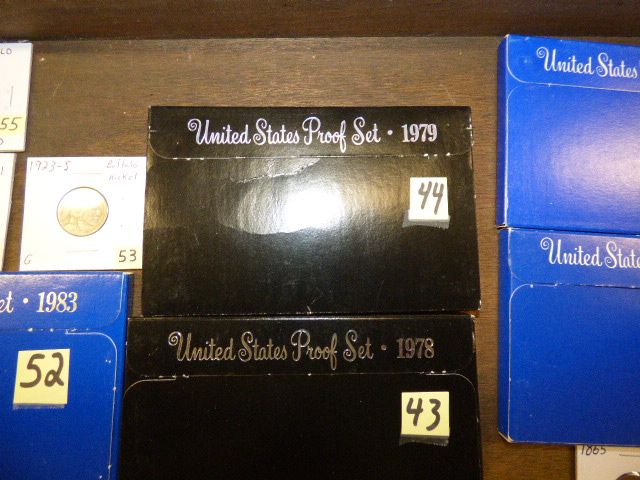 United States Proof Set · 1979
44
United States Proof Set · 1978
43
1923-S Buffalo Nickel
G 53
et · 1983
52
55
United States
United State
1865